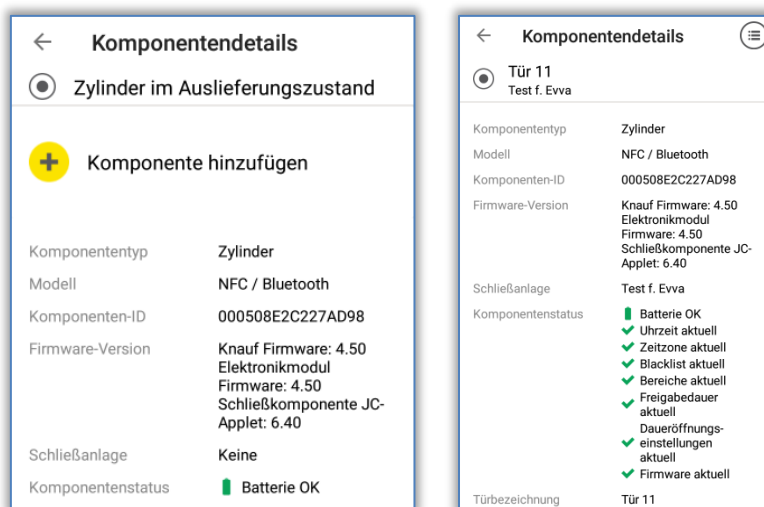 Komponentendetails
Zylinder im Auslieferungszustand
Komponente hinzufügen
Komponententyp Zylinder
Modell NFC / Bluetooth
Komponenten-ID 000508E2C227AD98
Firmware-Version Knauf Firmware: 4.50
Elektronikmodul
Firmware: 4.50
Schließkomponente JC-
Applet: 6.40
Schließanlage Keine
Komponentenstatus Batterie OK
Komponentendetails
Tür 11
Test f. Evva
Komponententyp Zylinder
Modell NFC / Bluetooth
Komponenten-ID 000508E2C227AD98
Firmware-Version Knauf Firmware: 4.50
Elektronikmodul
Firmware: 4.50
Schließkomponente JC-
Applet: 6.40
Schließanlage Test f. Evva
Komponentenstatus Batterie OK
Uhrzeit aktuell
Zeitzone aktuell
Blacklist aktuell
Bereiche aktuell
Freigabedauer
aktuell
Daueröffnungs-
einstellungen
aktuell
Firmware aktuell
Türbezeichnung Tür 11